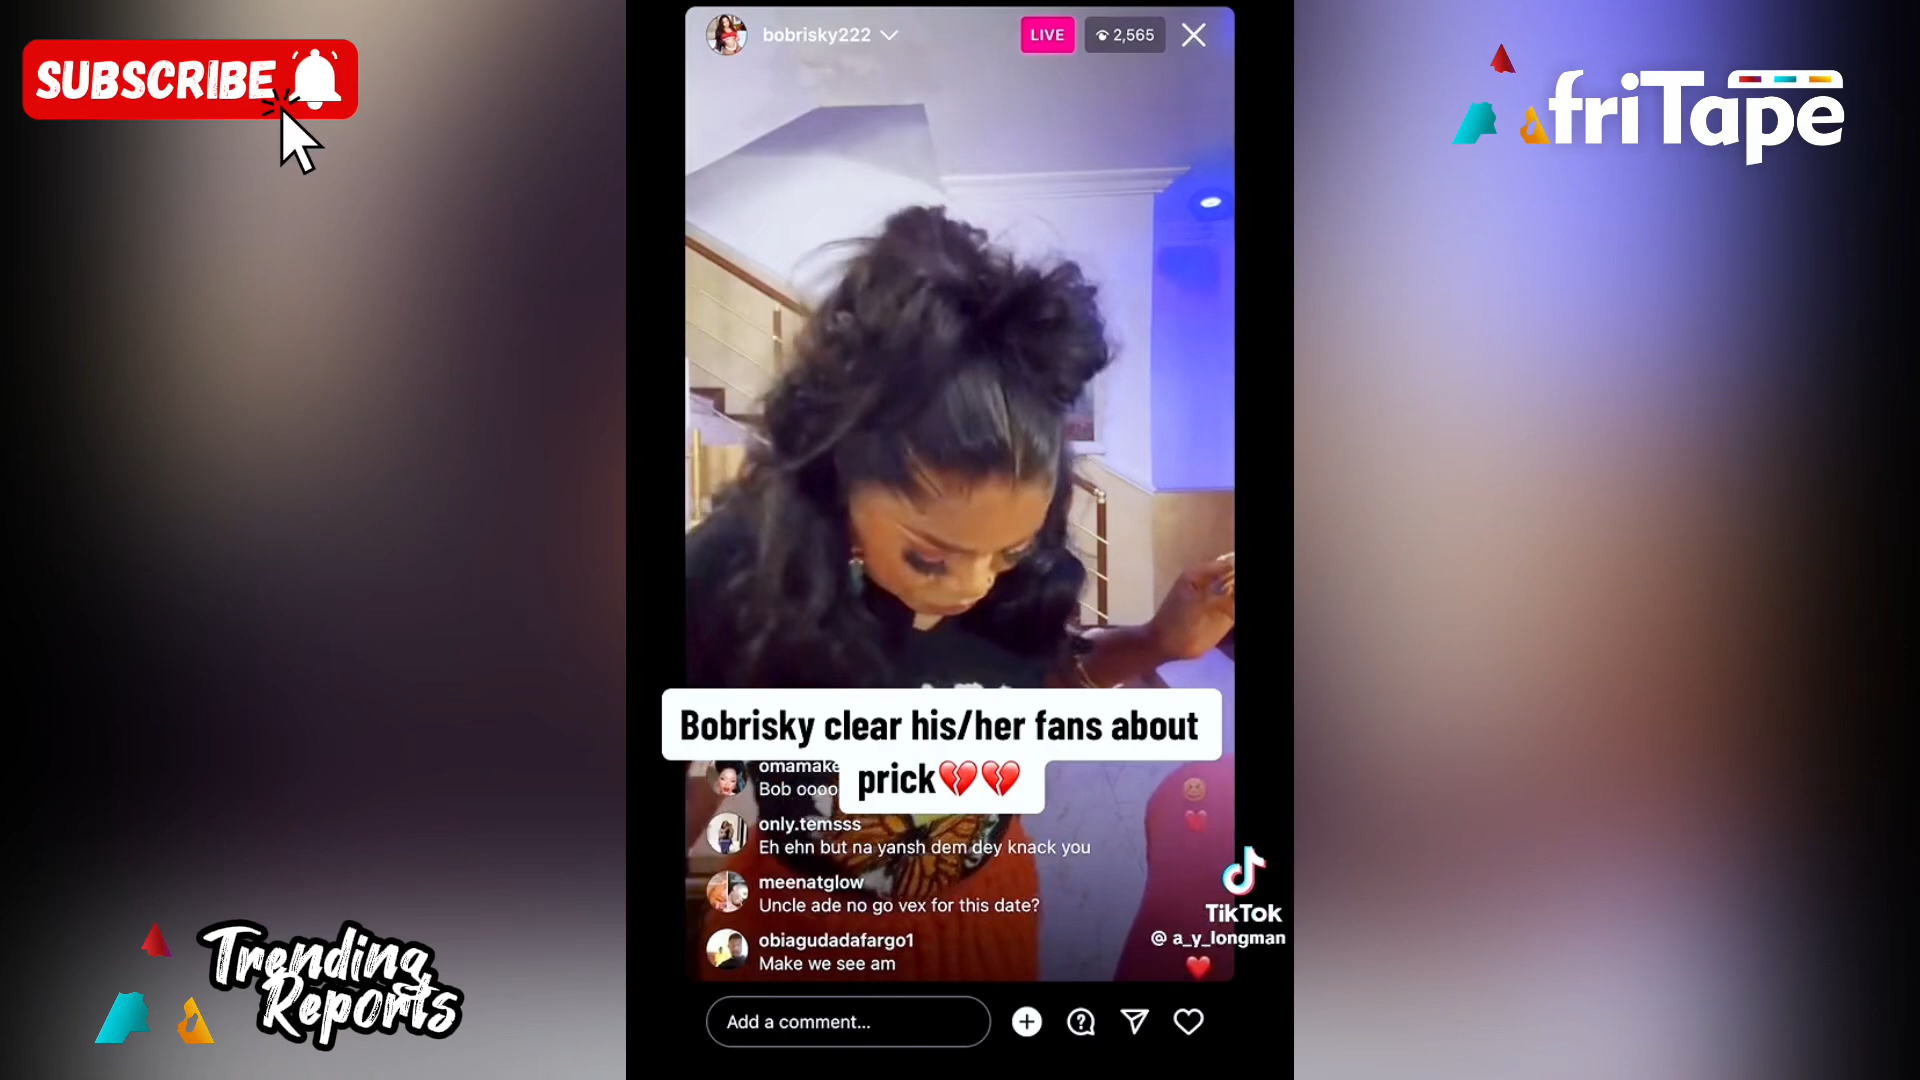 SUBSCRIBE
bobrisky222
LIVE
2,565
friTape
Bobrisky clear his/her fans about
prick💔💔
omamake
Bob oooo
only.temsss
Eh ehn but na yansh dem dey knack you
meenatglow
Uncle ade no go vex for this date?
obiagudadafargo1
Make we see am
TikTok
@ a_y_longman
Trending
Reports
Add a comment...